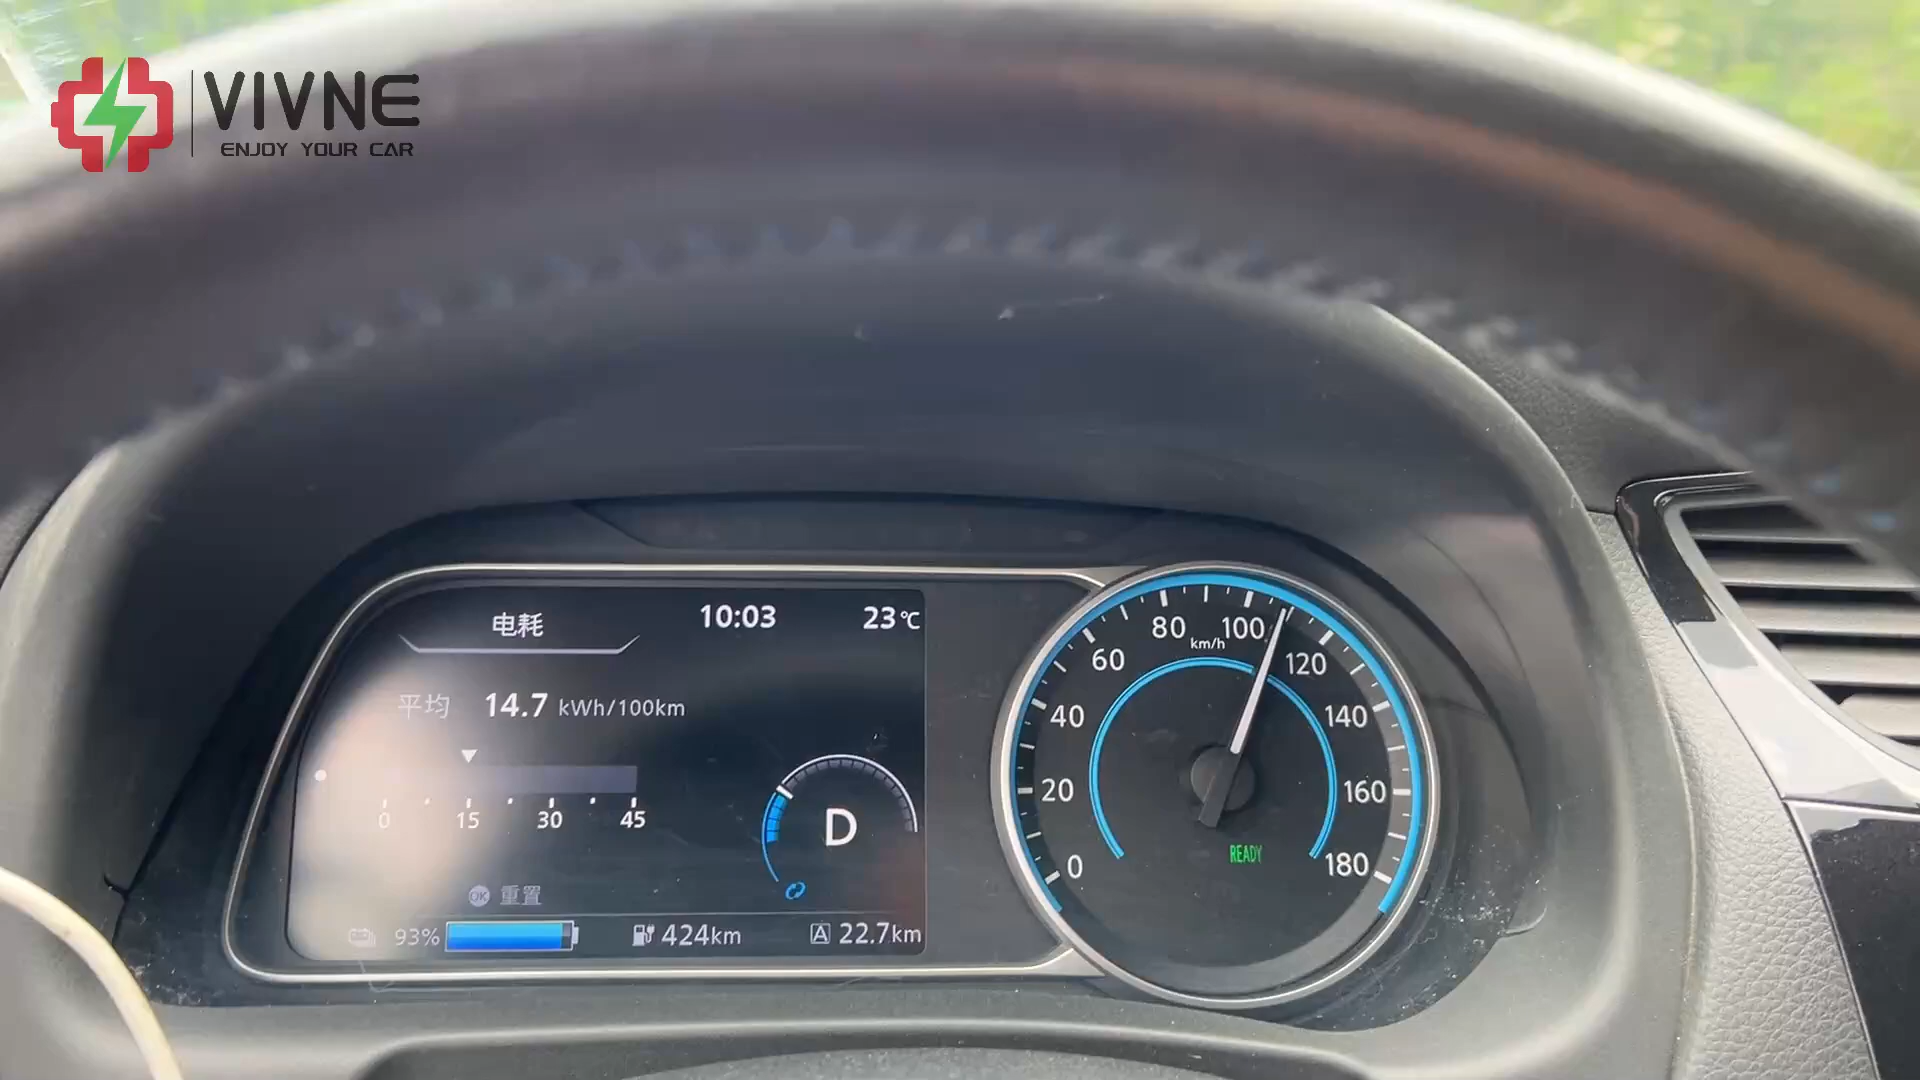 VIVNE
ENJOY YOUR CAR
电耗
10:03
23℃
平均 14.7 kWh/100km
0 15 30 45
D
OK 重置
93%
424km
A 22.7km
0
20
40
60
80
100
120
140
160
180
km/h
READY